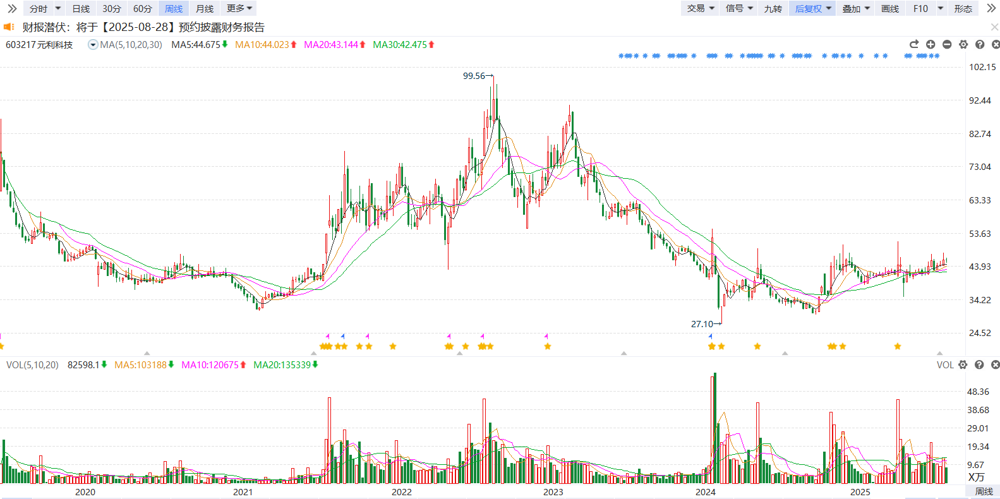 分时 日线 30分 60分 周线 月线 更多 交易 信号 九转 后复权 叠加 画线 F10 形态
财报潜伏：将于【2025-08-28】预约披露财务报告
603217元利科技 MA(5,10,20,30) MA5:44.675 MA10:44.023 MA20:43.144 MA30:42.475
102.15
99.56
92.44
82.74
73.04
63.33
53.63
43.93
34.22
27.10
24.52
VOL(5,10,20) 82598.1 MA5:103188 MA10:120675 MA20:135339 VOL
48.36
38.68
29.01
19.34
9.67
X万
2020 2021 2022 2023 2024 2025 周线